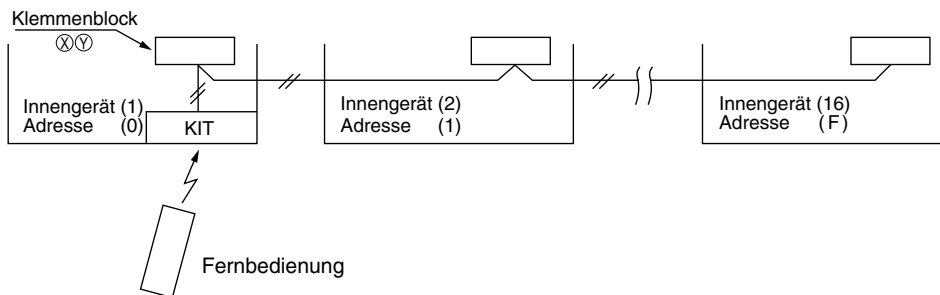 Klemmenblock
ⓧⓨ
Innengerät (1)
Adresse (0)
KIT
Innengerät (2)
Adresse (1)
Innengerät (16)
Adresse (F)
Fernbedienung